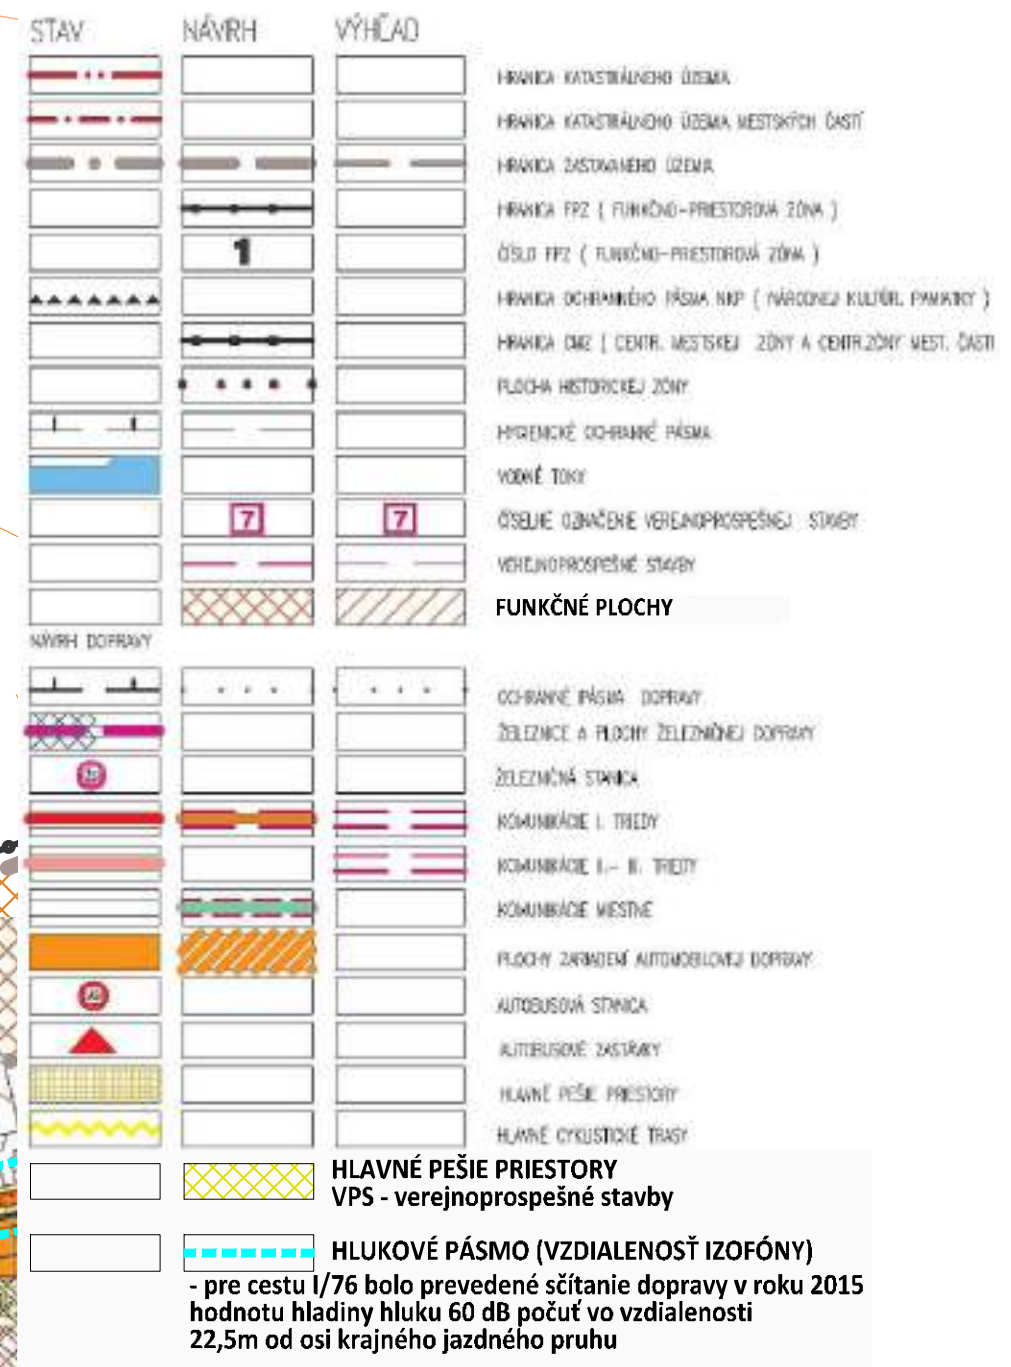 STAV NÁVRH VÝHĽAD
HRANICA KATASTRÁLNEHO ÚZEMIA
HRANICA KATASTRÁLNEHO ÚZEMIA MESTSKÝCH ČASTÍ
HRANICA ZASTAVANÉHO ÚZEMIA
HRANICA FPZ ( FUNKČNO-PRIESTOROVÁ ZÓNA )
1 ČÍSLO FPZ ( FUNKČNO-PRIESTOROVÁ ZÓNA )
HRANICA OCHRANNÉHO PÁSMA NKP ( NÁRODNEJ KULTÚR. PAMIATKY )
HRANICA CMZ ( CENTR. MESTSKEJ ZÓNY A CENTR.ZÓNY MEST. ČASTI
PLOCHA HISTORICKEJ ZÓNY
HYGIENICKÉ OCHRANNÉ PÁSMA
VODNÉ TOKY
7 7 ČÍSELNÉ OZNAČENIE VEREJNOPROSPEŠNEJ STAVBY
VEREJNOPROSPEŠNÉ STAVBY
FUNKČNÉ PLOCHY
NÁVRH DOPRAVY
OCHRANNÉ PÁSMA DOPRAVY
ŽELEZNICE A PLOCHY ŽELEZNIČNEJ DOPRAVY
ŽELEZNIČNÁ STANICA
KOMUNIKÁCIE I. TRIEDY
KOMUNIKÁCIE II.- III. TRIEDY
KOMUNIKÁCIE MIESTNE
PLOCHY ZARIADENÍ AUTOMOBILOVEJ DOPRAVY
AUTOBUSOVÁ STANICA
AUTOBUSOVÉ ZASTÁVKY
HLAVNÉ PEŠIE PRIESTORY
HLAVNÉ CYKLISTICKÉ TRASY
HLAVNÉ PEŠIE PRIESTORY
VPS - verejnoprospešné stavby
HLUKOVÉ PÁSMO (VZDIALENOSŤ IZOFÓNY)
- pre cestu I/76 bolo prevedené sčítanie dopravy v roku 2015
hodnotu hladiny hluku 60 dB počuť vo vzdialenosti
22,5m od osi krajného jazdného pruhu